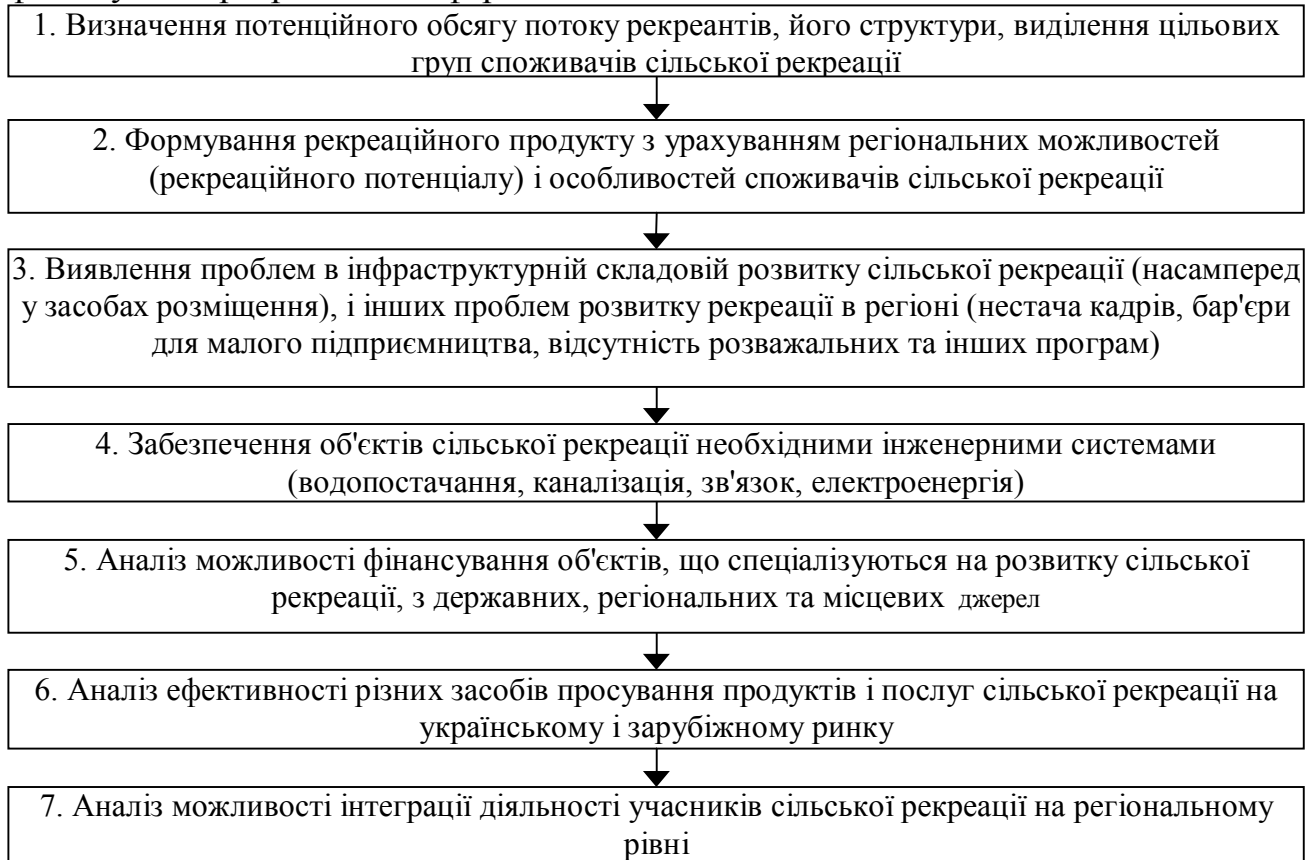 1. Визначення потенційного обсягу потоку рекреантів, його структури, виділення цільових
груп споживачів сільської рекреації
2. Формування рекреаційного продукту з урахуванням регіональних можливостей
(рекреаційного потенціалу) і особливостей споживачів сільської рекреації
3. Виявлення проблем в інфраструктурній складовій розвитку сільської рекреації (насамперед
у засобах розміщення), і інших проблем розвитку рекреації в регіоні (нестача кадрів, бар'єри
для малого підприємництва, відсутність розважальних та інших програм)
4. Забезпечення об'єктів сільської рекреації необхідними інженерними системами
(водопостачання, каналізація, зв'язок, електроенергія)
5. Аналіз можливості фінансування об'єктів, що спеціалізуються на розвитку сільської
рекреації, з державних, регіональних та місцевих джерел
6. Аналіз ефективності різних засобів просування продуктів і послуг сільської рекреації на
українському і зарубіжному ринку
7. Аналіз можливості інтеграції діяльності учасників сільської рекреації на регіональному
рівні